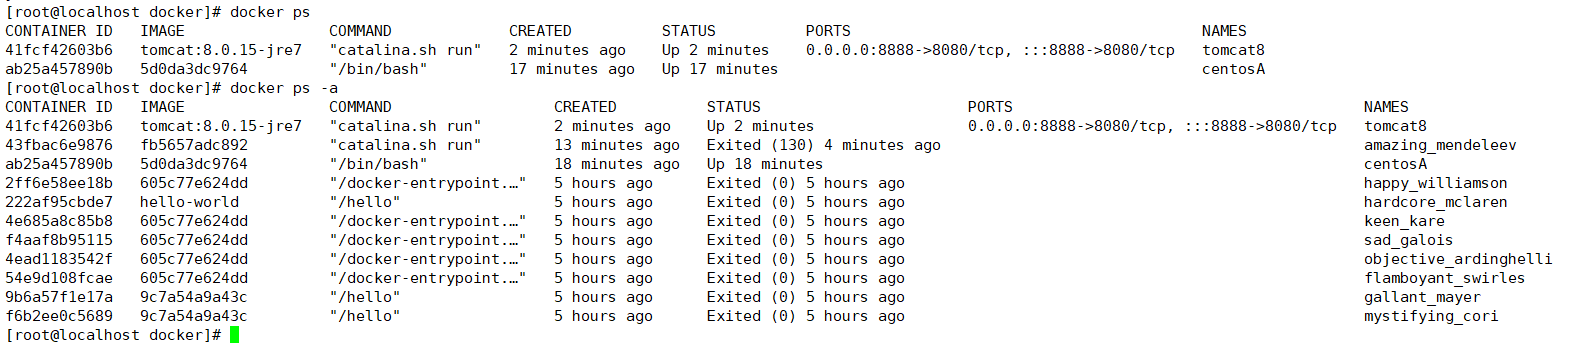 [root@localhost docker]# docker ps
CONTAINER ID   IMAGE                COMMAND             CREATED          STATUS          PORTS                                       NAMES
41fcf42603b6   tomcat:8.0.15-jre7   "catalina.sh run"   2 minutes ago    Up 2 minutes    0.0.0.0:8888->8080/tcp, :::8888->8080/tcp   tomcat8
ab25a457890b   5d0da3dc9764         "/bin/bash"         17 minutes ago   Up 17 minutes                                               centosA
[root@localhost docker]# docker ps -a
CONTAINER ID   IMAGE                COMMAND                  CREATED          STATUS                       PORTS                                       NAMES
41fcf42603b6   tomcat:8.0.15-jre7   "catalina.sh run"        2 minutes ago    Up 2 minutes                 0.0.0.0:8888->8080/tcp, :::8888->8080/tcp   tomcat8
43fbac6e9876   fb5657adc892         "catalina.sh run"        13 minutes ago   Exited (130) 4 minutes ago                                               amazing_mendeleev
ab25a457890b   5d0da3dc9764         "/bin/bash"              18 minutes ago   Up 18 minutes                                                            centosA
2ff6e58ee18b   605c77e624dd         "/docker-entrypoint.…"   5 hours ago      Exited (0) 5 hours ago                                                   happy_williamson
222af95cbde7   hello-world          "/hello"                 5 hours ago      Exited (0) 5 hours ago                                                   hardcore_mclaren
4e685a8c85b8   605c77e624dd         "/docker-entrypoint.…"   5 hours ago      Exited (0) 5 hours ago                                                   keen_kare
f4aaf8b95115   605c77e624dd         "/docker-entrypoint.…"   5 hours ago      Exited (0) 5 hours ago                                                   sad_galois
4ead1183542f   605c77e624dd         "/docker-entrypoint.…"   5 hours ago      Exited (0) 5 hours ago                                                   objective_ardinghelli
54e9d108fcae   605c77e624dd         "/docker-entrypoint.…"   5 hours ago      Exited (0) 5 hours ago                                                   flamboyant_swirles
9b6a57f1e17a   9c7a54a9a43c         "/hello"                 5 hours ago      Exited (0) 5 hours ago                                                   gallant_mayer
f6b2ee0c5689   9c7a54a9a43c         "/hello"                 5 hours ago      Exited (0) 5 hours ago                                                   mystifying_cori
[root@localhost docker]#